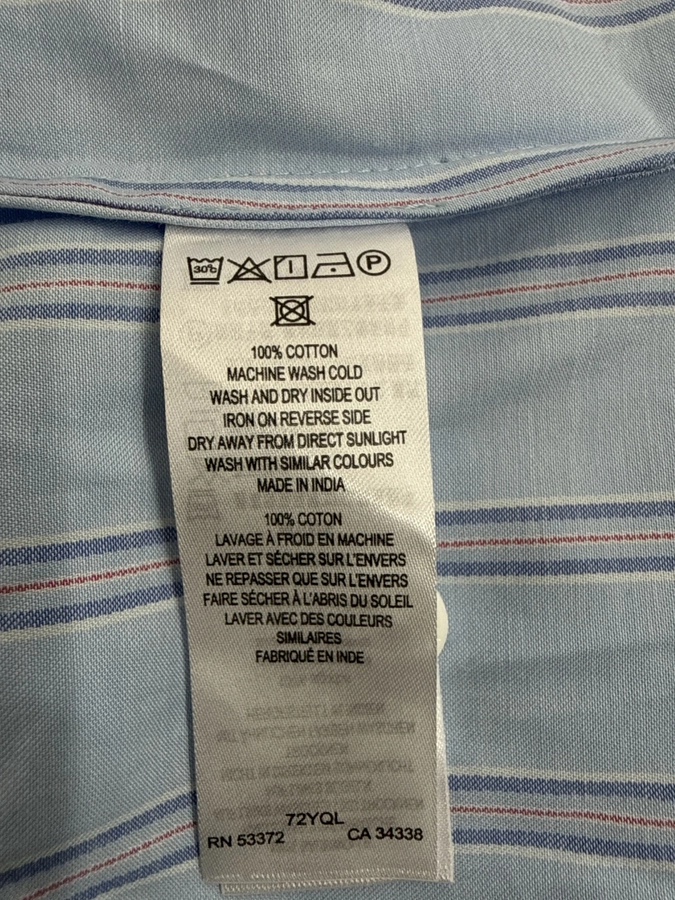 30°
P
100% COTTON
MACHINE WASH COLD
WASH AND DRY INSIDE OUT
IRON ON REVERSE SIDE
DRY AWAY FROM DIRECT SUNLIGHT
WASH WITH SIMILAR COLOURS
MADE IN INDIA
100% COTON
LAVAGE À FROID EN MACHINE
LAVER ET SÉCHER SUR L'ENVERS
NE REPASSER QUE SUR L'ENVERS
FAIRE SÉCHER À L'ABRIS DU SOLEIL
LAVER AVEC DES COULEURS
SIMILAIRES
FABRIQUÉ EN INDE
72YQL
RN 53372 CA 34338